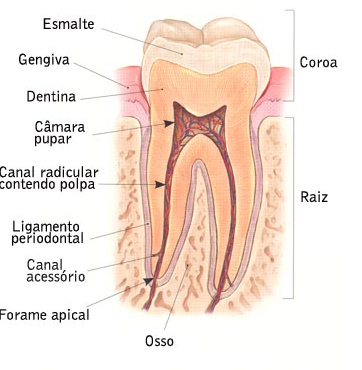 Esmalte
Gengiva
Dentina
Câmara
pupar
Canal radicular
contendo polpa
Ligamento
periodontal
Canal
acessório
Forame apical
Osso
Coroa
Raiz